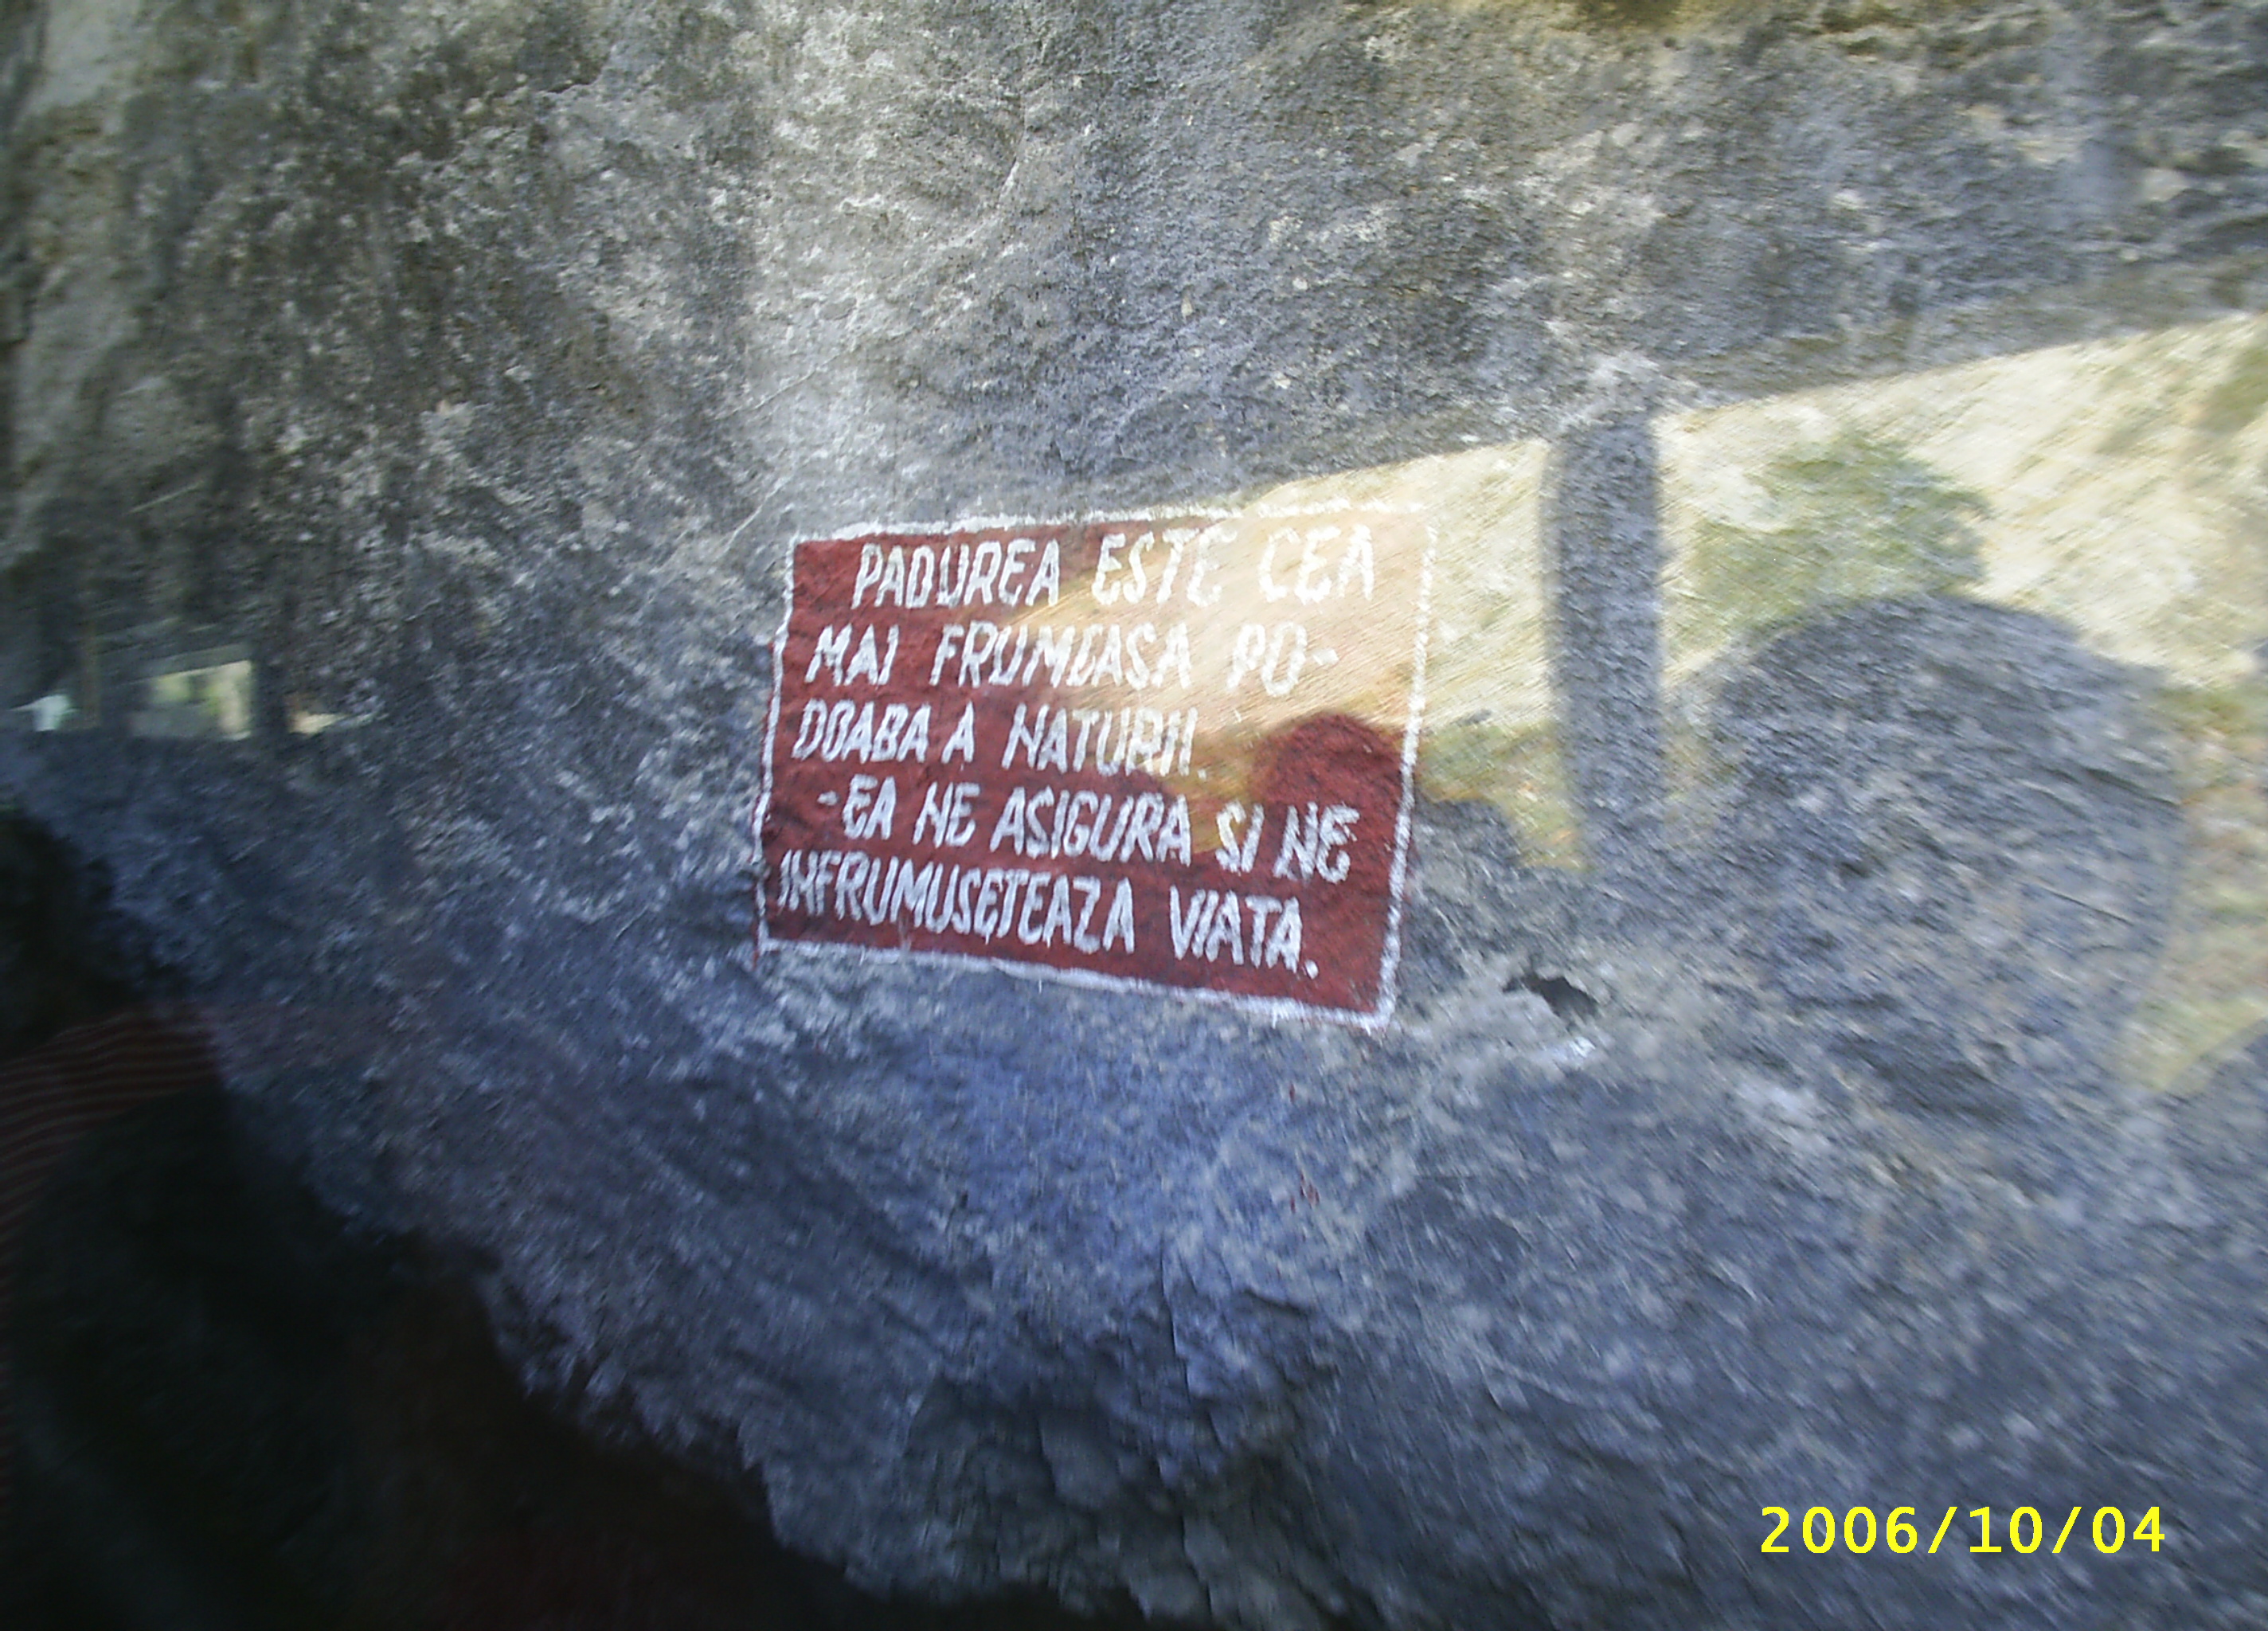 PADUREA ESTE CEA
MAI FRUMOASA PO-
DOABA A NATURII.
-EA NE ASIGURA SI NE
INFRUMUSETEAZA VIATA.
2006/10/04